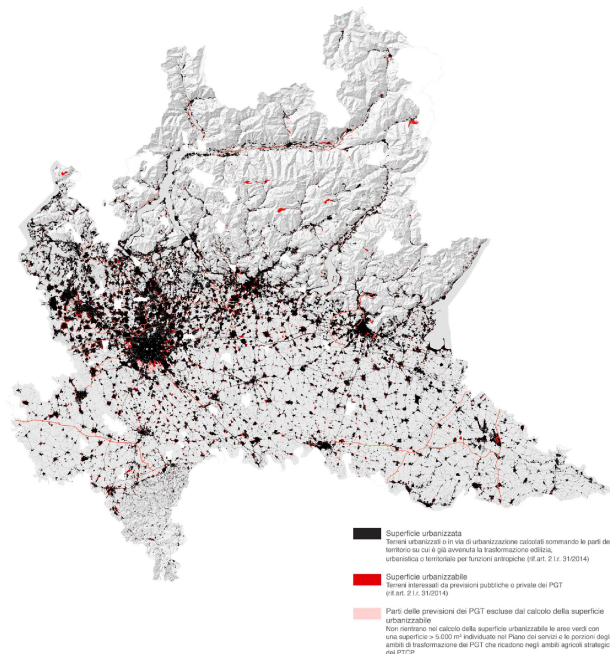 Superficie urbanizzata
Terreni urbanizzati o in via di urbanizzazione calcolati sommando le parti de
territorio su cui è già avvenuta la trasformazione edilizia,
urbanistica o territoriale per funzioni antropiche (rif.art. 2 l.r. 31/2014)
Superficie urbanizzabile
Terreni interessati da previsioni pubbliche o private dei PGT
(rif.art. 2 l.r. 31/2014)
Parti delle previsioni dei PGT escluse dal calcolo della superficie
urbanizzabile
Non rientrano nel calcolo della superficie urbanizzabile le aree verdi con
una superficie > 5.000 m² individuate nel Piano dei servizi e le porzioni degli
ambiti di trasformazione dei PGT che ricadono negli ambiti agricoli strategic
dei PTCP